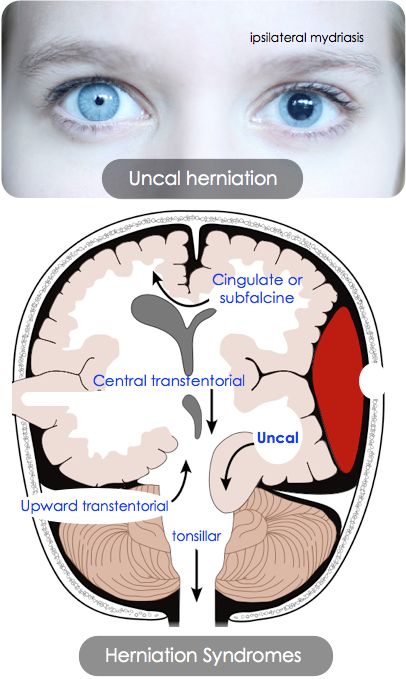 ipsilateral mydriasis
Uncal herniation
Cingulate or
subfalcine
Central transtentorial
Uncal
Upward transtentorial
tonsillar
Herniation Syndromes